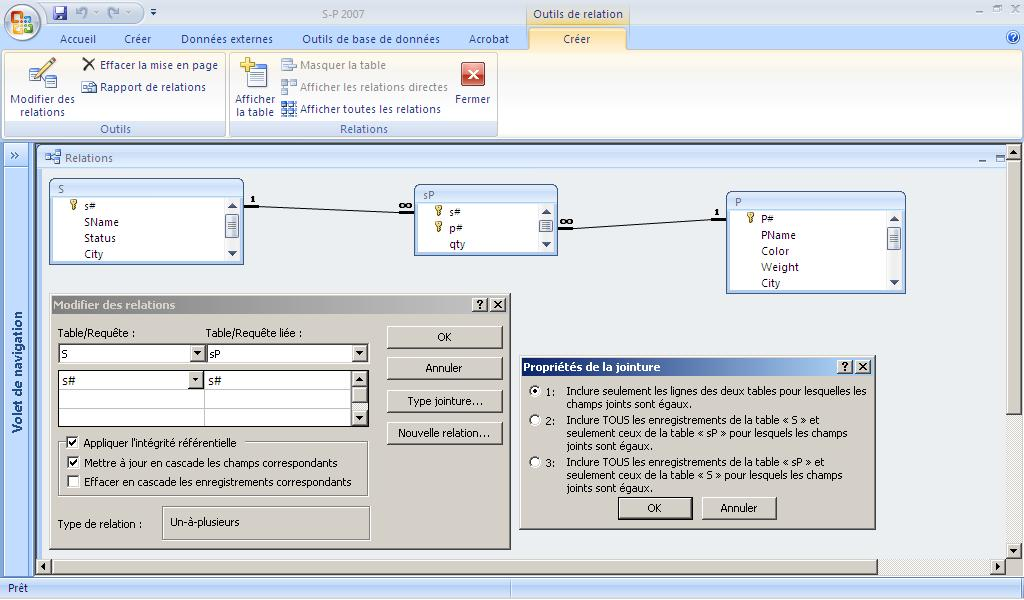 S-P 2007
Outils de relation
Accueil
Créer
Données externes
Outils de base de données
Acrobat
Créer
Modifier des
relations
Effacer la mise en page
Rapport de relations
Outils
Afficher
la table
Masquer la table
Afficher les relations directes
Afficher toutes les relations
Fermer
Relations
»
Volet de navigation
Relations
S
s#
SName
Status
City
1
∞
sP
s#
p#
qty
∞
1
P
P#
PName
Color
Weight
City
Modifier des relations
Table/Requête :
Table/Requête liée :
S
sP
s#
s#
OK
Annuler
Type jointure...
Nouvelle relation...
Appliquer l'intégrité référentielle
Mettre à jour en cascade les champs correspondants
Effacer en cascade les enregistrements correspondants
Type de relation :
Un-à-plusieurs
Propriétés de la jointure
1: Inclure seulement les lignes des deux tables pour lesquelles les
champs joints sont égaux.
2: Inclure TOUS les enregistrements de la table « S » et
seulement ceux de la table « sP » pour lesquels les champs
joints sont égaux.
3: Inclure TOUS les enregistrements de la table « sP » et
seulement ceux de la table « S » pour lesquels les champs
joints sont égaux.
OK
Annuler
Prêt